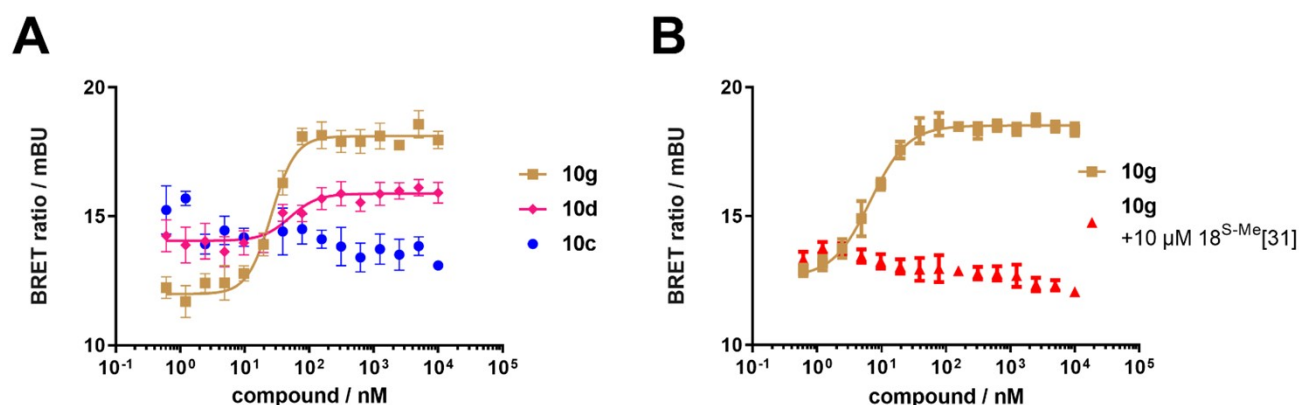 A
BRET ratio / mBU
20
15
10
10⁻¹ 10⁰ 10¹ 10² 10³ 10⁴ 10⁵
compound / nM
10g
10d
10c
B
BRET ratio / mBU
20
15
10
10⁻¹ 10⁰ 10¹ 10² 10³ 10⁴ 10⁵
compound / nM
10g
10g
+10 µM 18ˢ⁻ᴹᵉ[31]